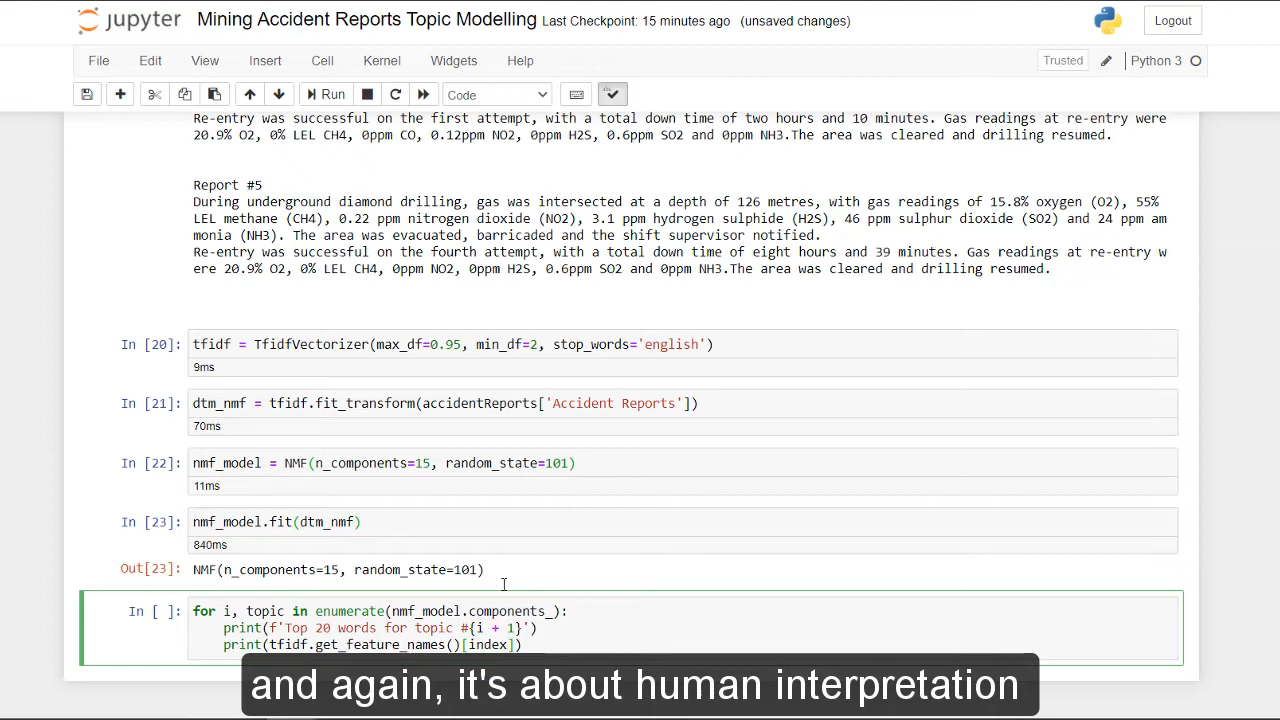 jupyter Mining Accident Reports Topic Modelling Last Checkpoint: 15 minutes ago (unsaved changes) Logout
File Edit View Insert Cell Kernel Widgets Help Trusted Python 3
Run Code
Re-entry was successful on the first attempt, with a total down time of two hours and 10 minutes. Gas readings at re-entry were
20.9% O2, 0% LEL CH4, 0ppm CO, 0.12ppm NO2, 0ppm H2S, 0.6ppm SO2 and 0ppm NH3.The area was cleared and drilling resumed.
Report #5
During underground diamond drilling, gas was intersected at a depth of 126 metres, with gas readings of 15.8% oxygen (O2), 55%
LEL methane (CH4), 0.22 ppm nitrogen dioxide (NO2), 3.1 ppm hydrogen sulphide (H2S), 46 ppm sulphur dioxide (SO2) and 24 ppm am
monia (NH3). The area was evacuated, barricaded and the shift supervisor notified.
Re-entry was successful on the fourth attempt, with a total down time of eight hours and 39 minutes. Gas readings at re-entry w
ere 20.9% O2, 0% LEL CH4, 0ppm NO2, 0ppm H2S, 0.6ppm SO2 and 0ppm NH3.The area was cleared and drilling resumed.
In [20]: tfidf = TfidfVectorizer(max_df=0.95, min_df=2, stop_words='english')
9ms
In [21]: dtm_nmf = tfidf.fit_transform(accidentReports['Accident Reports'])
70ms
In [22]: nmf_model = NMF(n_components=15, random_state=101)
11ms
In [23]: nmf_model.fit(dtm_nmf)
840ms
Out[23]: NMF(n_components=15, random_state=101)
In [ ]: for i, topic in enumerate(nmf_model.components_):
print(f'Top 20 words for topic #{i + 1}')
print(tfidf.get_feature_names()[index])
and again, it's about human interpretation